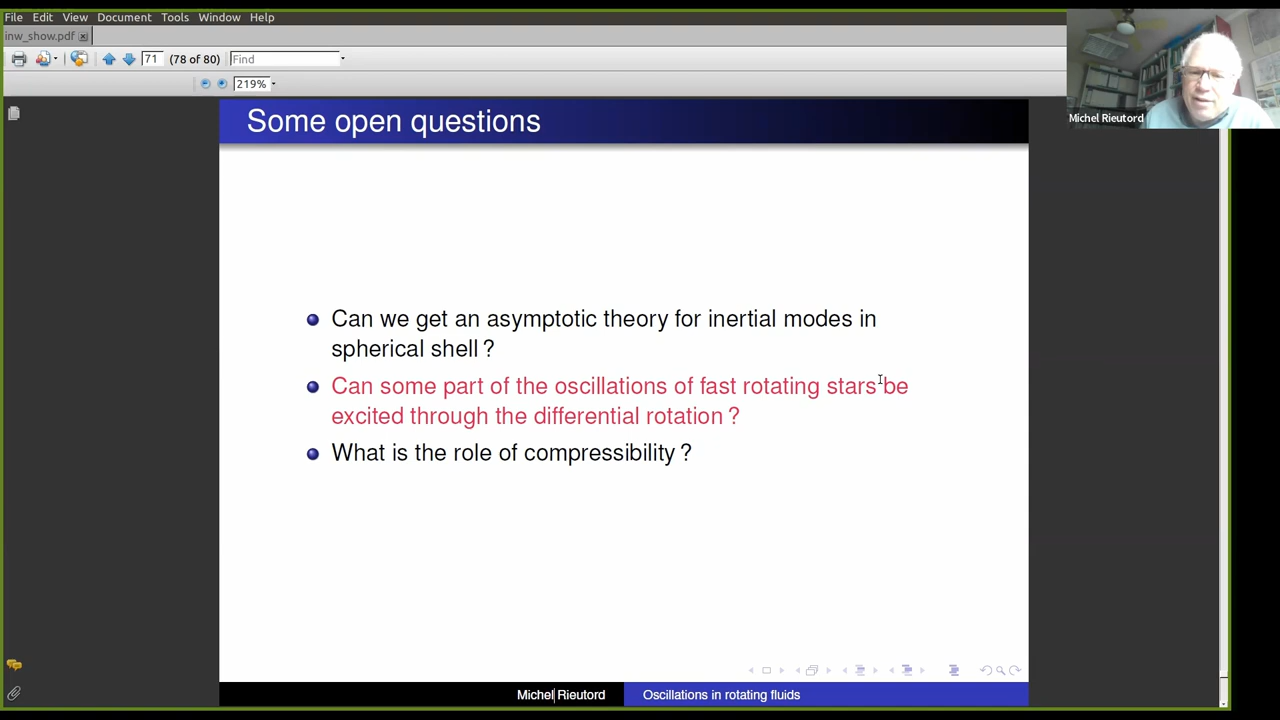 File Edit View Document Tools Window Help
inw_show.pdf
71 (78 of 80) Find
219%
Michel Rieutord
Some open questions
Can we get an asymptotic theory for inertial modes in
spherical shell ?
Can some part of the oscillations of fast rotating stars be
excited through the differential rotation ?
What is the role of compressibility ?
Michel Rieutord Oscillations in rotating fluids